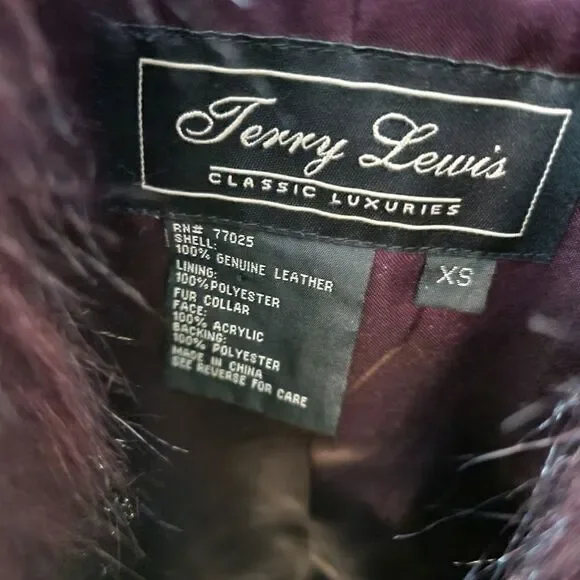 Terry Lewis
CLASSIC LUXURIES
RN# 77025
SHELL:
100% GENUINE LEATHER
LINING:
100%POLYESTER
FUR COLLAR
FACE:
100% ACRYLIC
BACKING:
100% POLYESTER
MADE IN CHINA
SEE REVERSE FOR CARE
XS